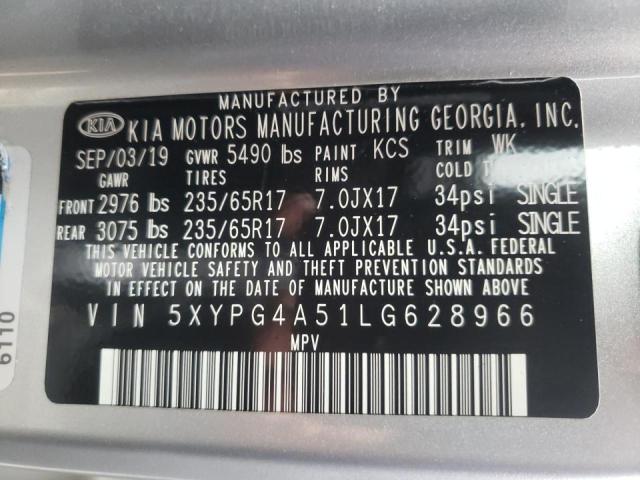 MANUFACTURED BY
KIA KIA MOTORS MANUFACTURING GEORGIA, INC.
SEP/03/19 GVWR 5490 lbs PAINT KCS TRIM WK
GAWR TIRES RIMS COLD
FRONT 2976 lbs 235/65R17 7.0JX17 34psi SINGLE
REAR 3075 lbs 235/65R17 7.0JX17 34psi SINGLE
THIS VEHICLE CONFORMS TO ALL APPLICABLE U.S.A. FEDERAL
MOTOR VEHICLE SAFETY AND THEFT PREVENTION STANDARDS
IN EFFECT ON THE DATE OF MANUFACTURE SHOWN ABOVE.
VIN 5XYPG4A51LG628966
MPV
6110